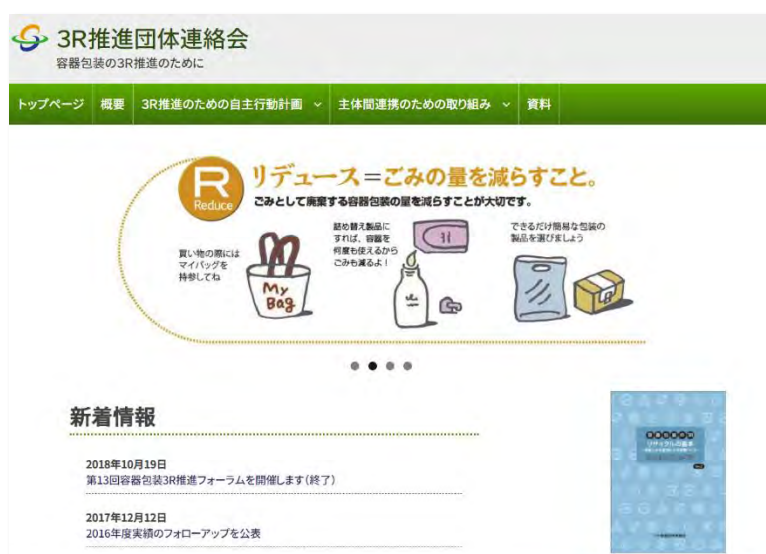 3R推進団体連絡会
容器包装の3R推進のために
トップページ 概要 3R推進のための自主行動計画 主体間連携のための取り組み 資料
R
Reduce
リデュース＝ごみの量を減らすこと。
ごみとして廃棄する容器包装の量を減らすことが大切です。
買い物の際には
マイバッグを
持参してね
My
Bag
詰め替え製品に
すれば、容器を
何度も使えるから
ごみも減るよ！
できるだけ簡易な包装の
製品を選びましょう
新着情報
2018年10月19日
第13回容器包装3R推進フォーラムを開催します（終了）
2017年12月12日
2016年度実績のフォローアップを公表
リサイクルの基本